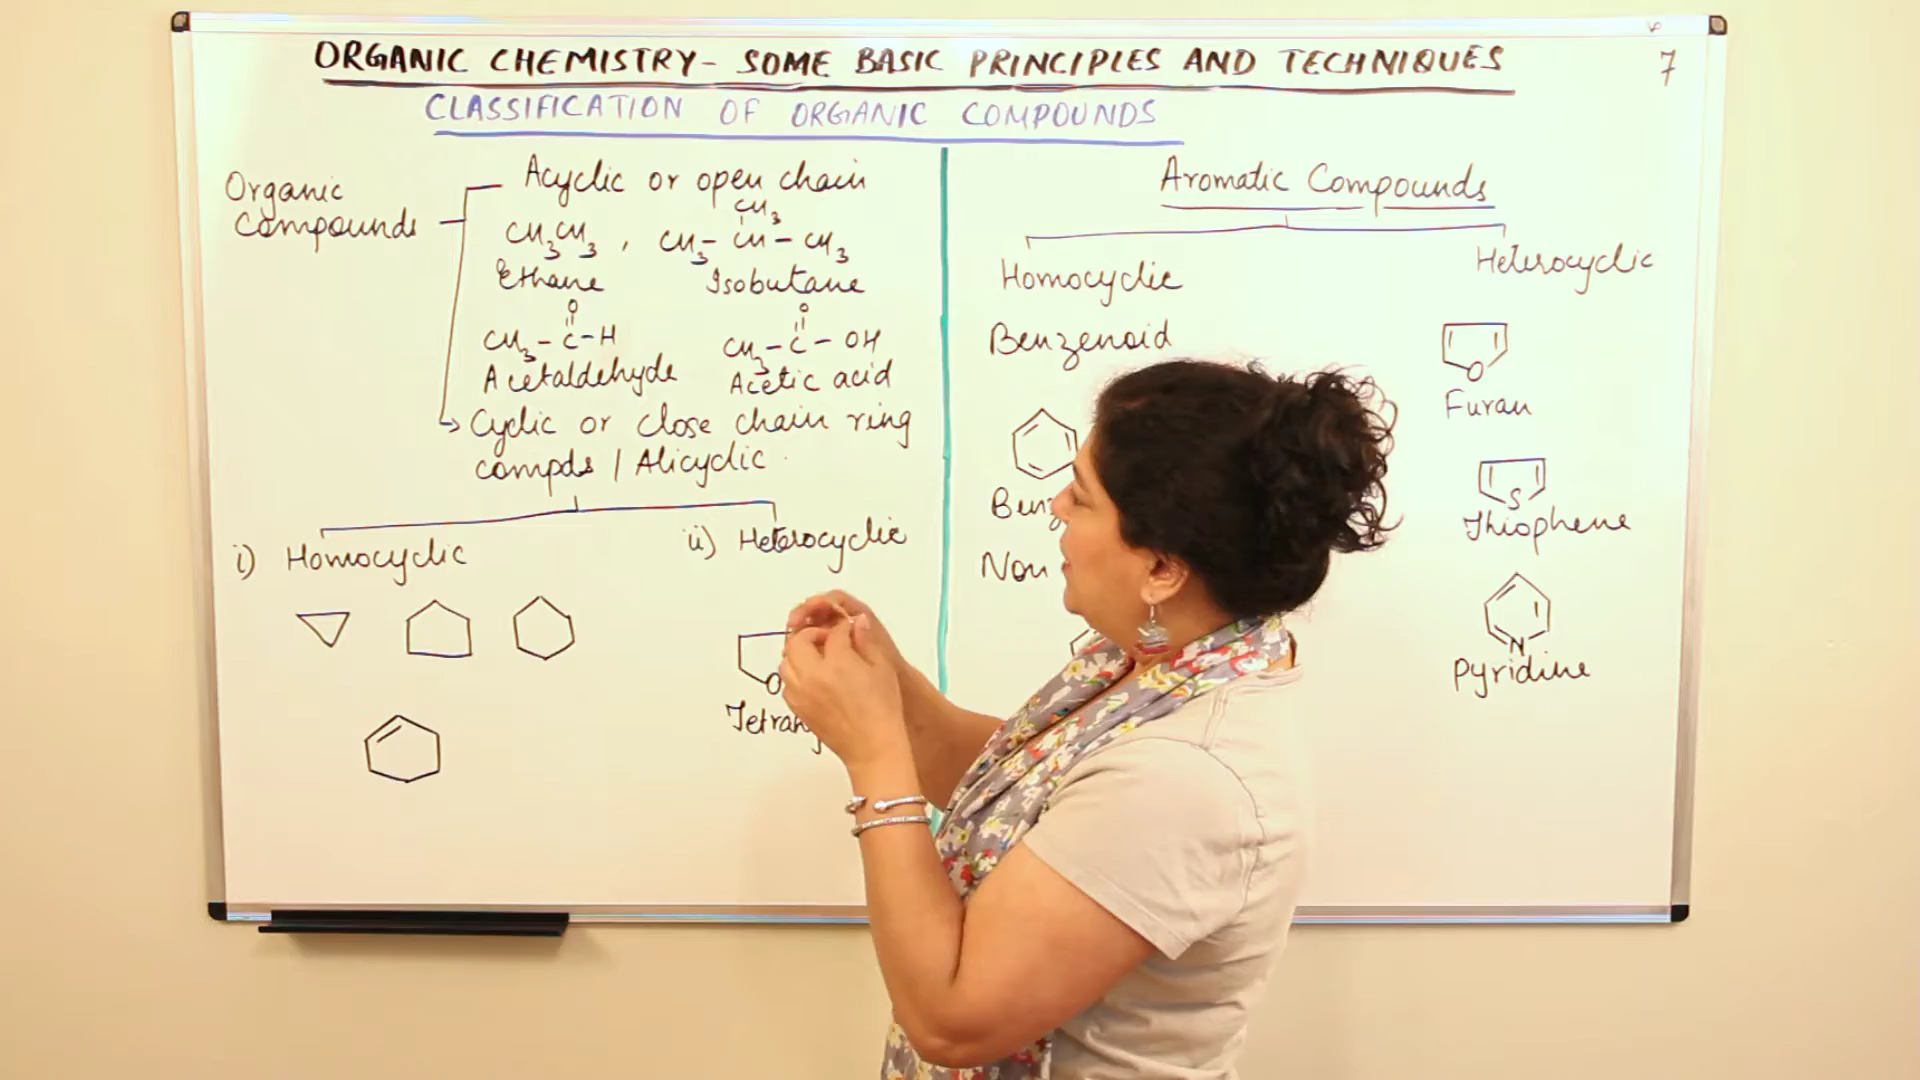 ORGANIC CHEMISTRY- SOME BASIC PRINCIPLES AND TECHNIQUES
7
CLASSIFICATION OF ORGANIC COMPOUNDS
Organic
Compounds
Acyclic or open chain
CH3
CH3CH3 , CH3- CH - CH3
Ethane Isobutane
O O
CH3 - C - H CH3 - C - OH
Acetaldehyde Acetic acid
Cyclic or close chain ring
compds / Alicyclic
i) Homocyclic
ii) Heterocyclic
O
Aromatic Compounds
Homocyclic
Heterocyclic
Benzenoid
O
Furan
S
Thiophene
Non
N
Pyridine